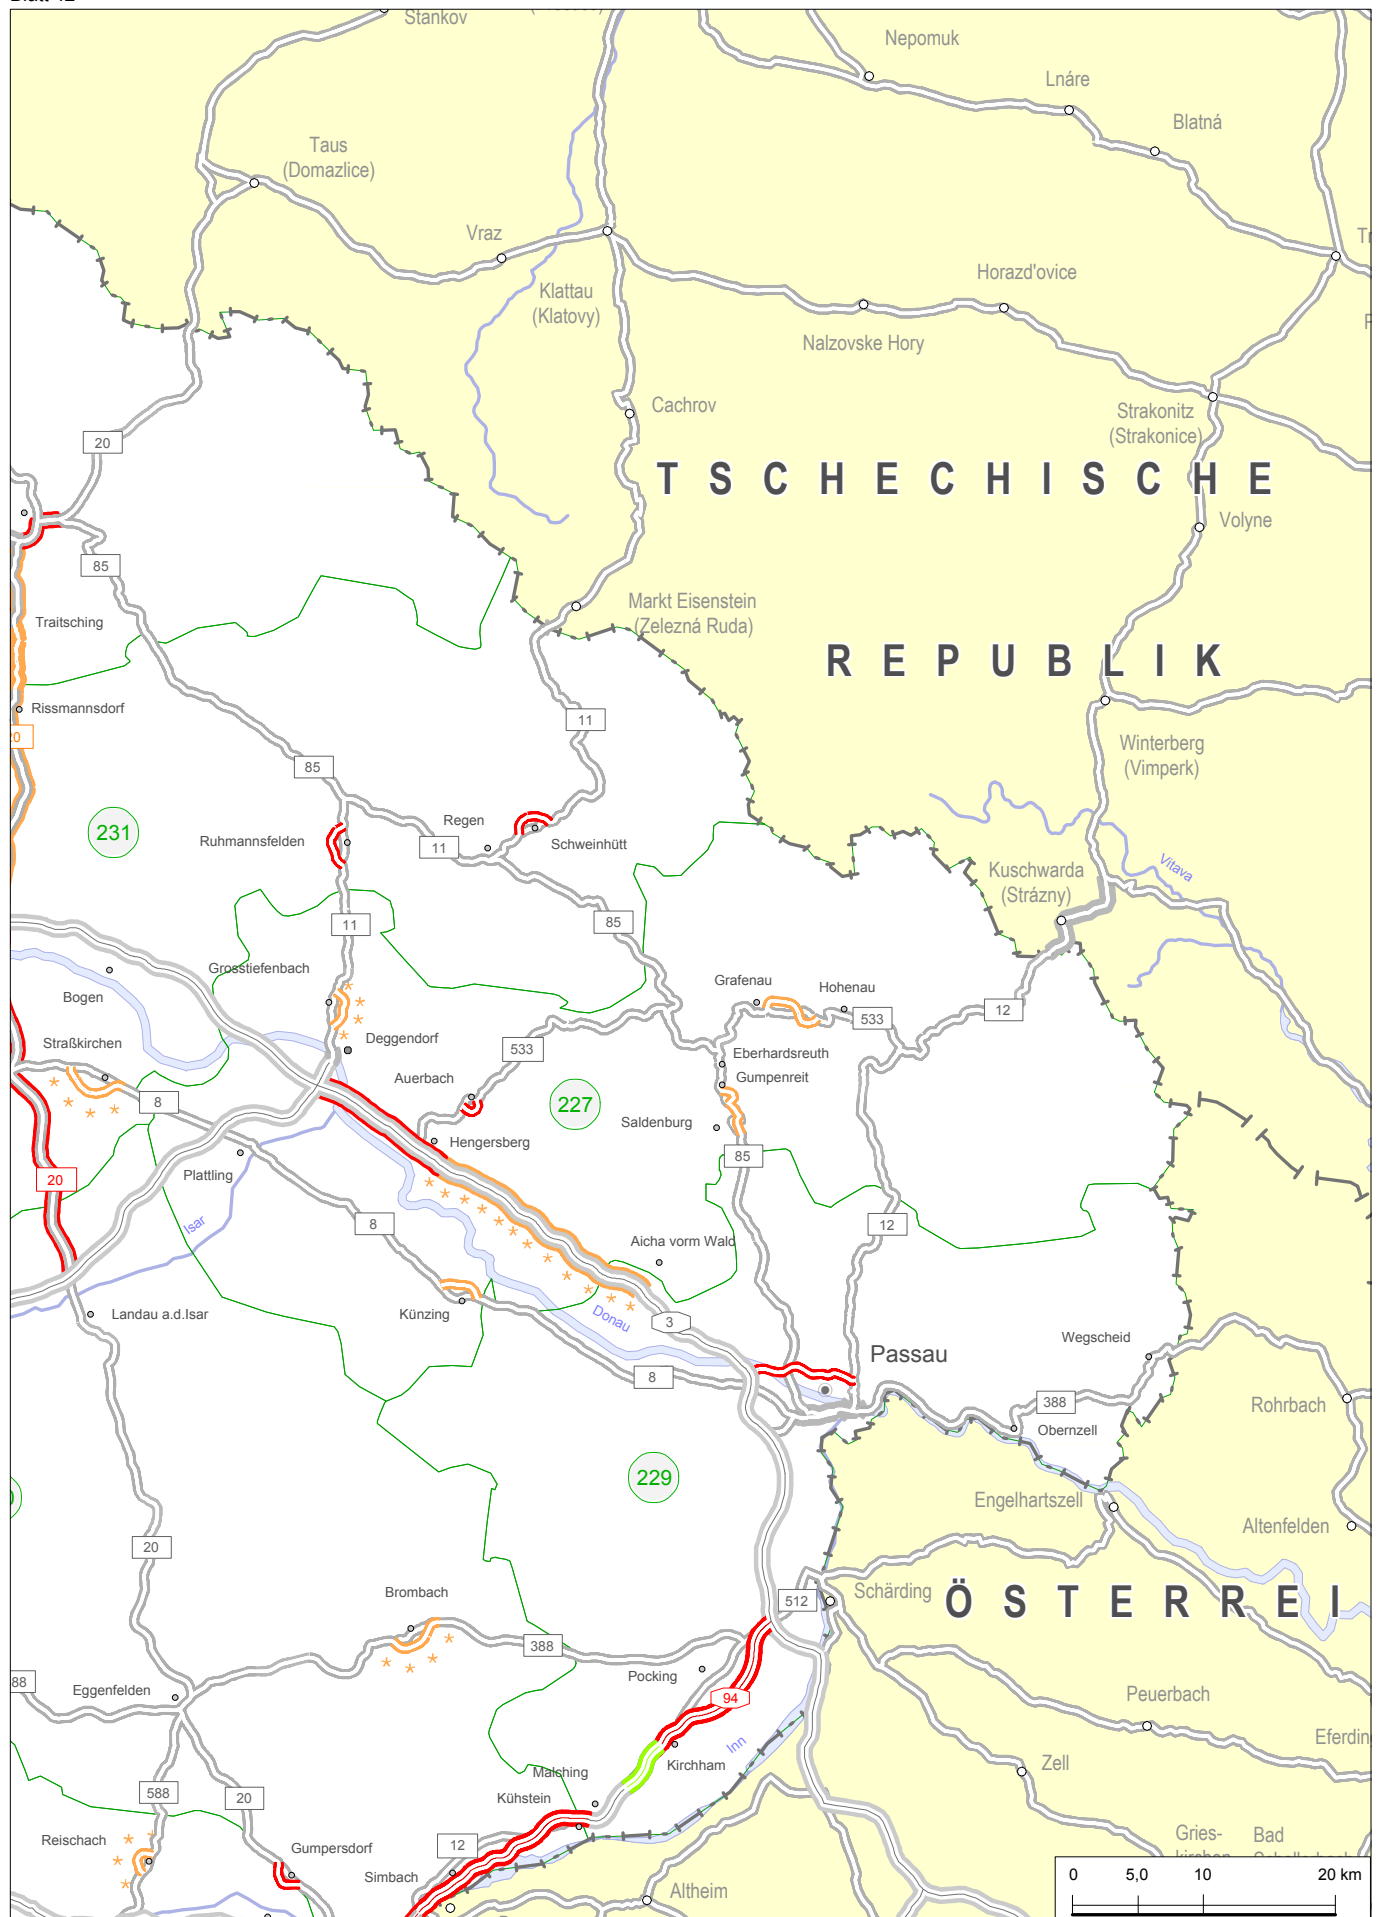 Stankov
Nepomuk
Lnáre
Blatná
Taus
(Domazlice)
Vraz
Klattau
(Klatovy)
Horazd'ovice
Nalzovske Hory
Cachrov
Strakonitz
(Strakonice)
20
T S C H E C H I S C H E
Volyne
85
Traitsching
Markt Eisenstein
(Zelezná Ruda)
R E P U B L I K
Rissmannsdorf
11
20
Winterberg
(Vimperk)
85
231
Regen
Ruhmannsfelden
11
Schweinhütt
Kuschwarda
(Strázny)
Vltava
85
11
Grosstiefenbach
Bogen
Grafenau
Hohenau
533
12
Straßkirchen
Deggendorf
533
Eberhardsreuth
Auerbach
Gumpenreit
8
227
Saldenburg
Hengersberg
85
Plattling
20
Isar
8
12
Aicha vorm Wald
Landau a.d.Isar
Künzing
Donau
3
Wegscheid
Passau
8
388
Rohrbach
Obernzell
229
Engelhartszell
Altenfelden
20
Brombach
512
Schärding
Ö S T E R R E I
388
Pocking
88
Eggenfelden
94
Peuerbach
Inn
Eferdin
Kirchham
Zell
Malching
588
20
Kühstein
Reischach
Gumpersdorf
12
Simbach
Gries-
Bad
Altheim
0 5,0 10 20 km